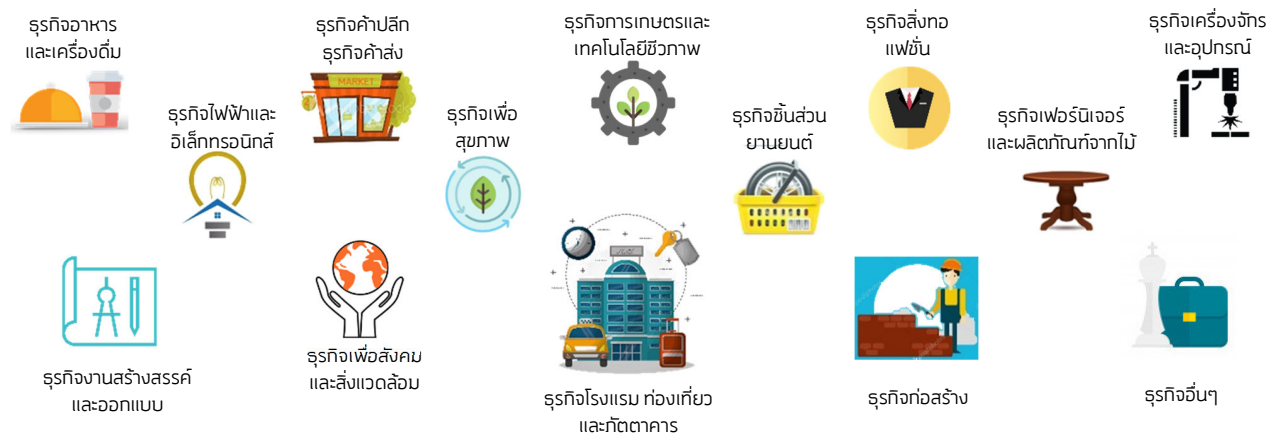 ธุรกิจอาหาร
และเครื่องดื่ม
ธุรกิจค้าปลีก
ธุรกิจค้าส่ง
MARKET
ธุรกิจการเกษตรและ
เทคโนโลยีชีวภาพ
ธุรกิจสิ่งทอ
แฟชั่น
ธุรกิจเครื่องจักร
และอุปกรณ์
ธุรกิจไฟฟ้าและ
อิเล็กทรอนิกส์
ธุรกิจเพื่อ
สุขภาพ
ธุรกิจชิ้นส่วน
ยานยนต์
ธุรกิจเฟอร์นิเจอร์
และผลิตภัณฑ์จากไม้
ธุรกิจงานสร้างสรรค์
และออกแบบ
ธุรกิจเพื่อสังคม
และสิ่งแวดล้อม
ธุรกิจโรงแรม ท่องเที่ยว
และภัตตาคาร
ธุรกิจก่อสร้าง
ธุรกิจอื่นๆ